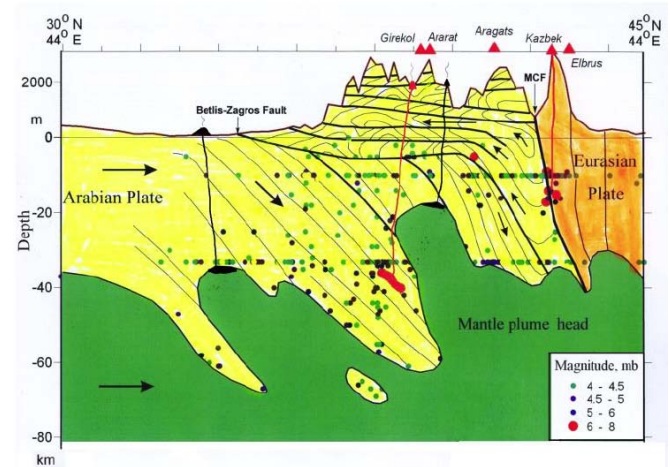 30° N
44° E
45° N
44° E
Girekol
Ararat
Aragats
Kazbek
Elbrus
2000
m
0
-20
-40
-60
-80
km
Depth
Betlis-Zagros Fault
MCF
Arabian Plate
Eurasian
Plate
Mantle plume head
Magnitude, mb
4 - 4.5
4.5 - 5
5 - 6
6 - 8